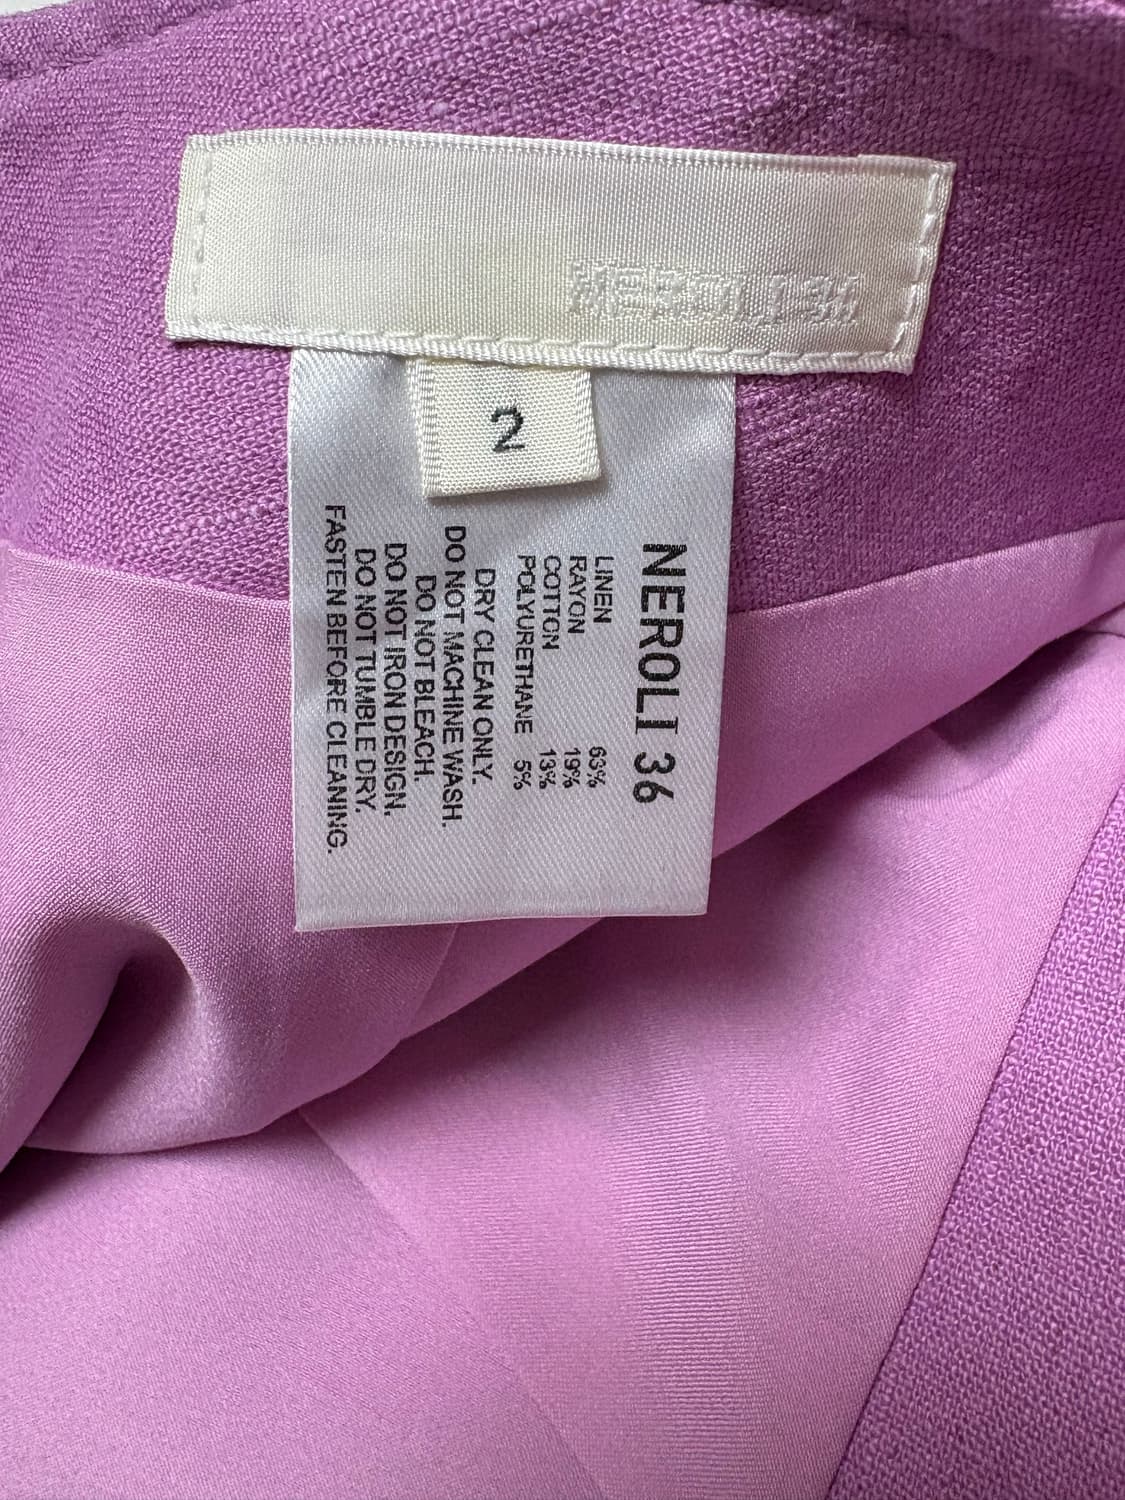 2
NEROLI 36
LINEN 63%
RAYON 19%
COTTON 13%
POLYURETHANE 5%
DRY CLEAN ONLY.
DO NOT MACHINE WASH.
DO NOT BLEACH.
DO NOT IRON DESIGN.
DO NOT TUMBLE DRY.
FASTEN BEFORE CLEANING.